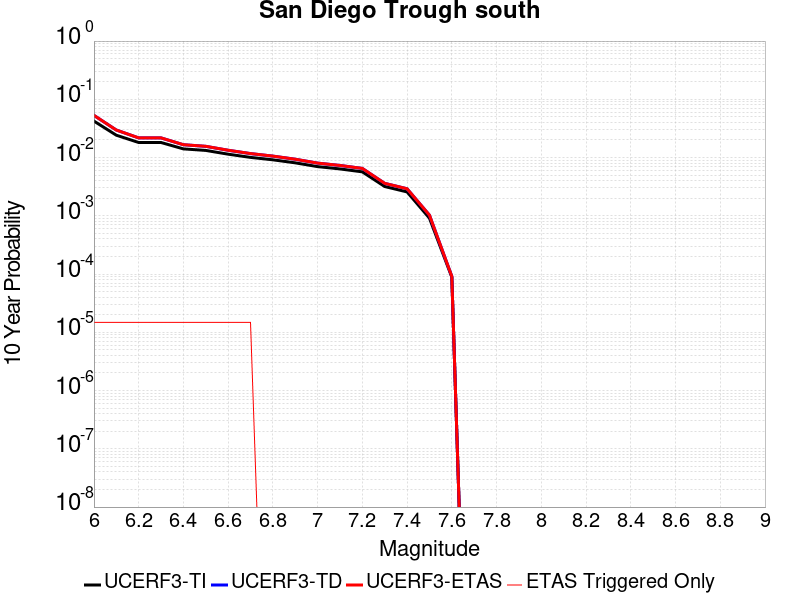 San Diego Trough south
10^0
10^-1
10^-2
10^-3
10^-4
10^-5
10^-6
10^-7
10^-8
10 Year Probability
6 6.2 6.4 6.6 6.8 7 7.2 7.4 7.6 7.8 8 8.2 8.4 8.6 8.8 9
Magnitude
UCERF3-TI UCERF3-TD UCERF3-ETAS ETAS Triggered Only